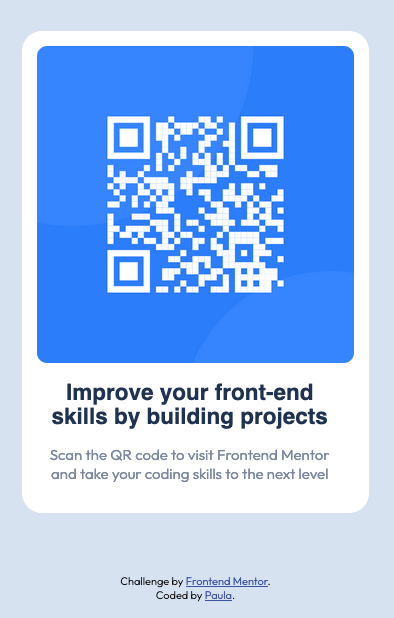 Improve your front-end
skills by building projects
Scan the QR code to visit Frontend Mentor
and take your coding skills to the next level
Challenge by Frontend Mentor.
Coded by Paula.